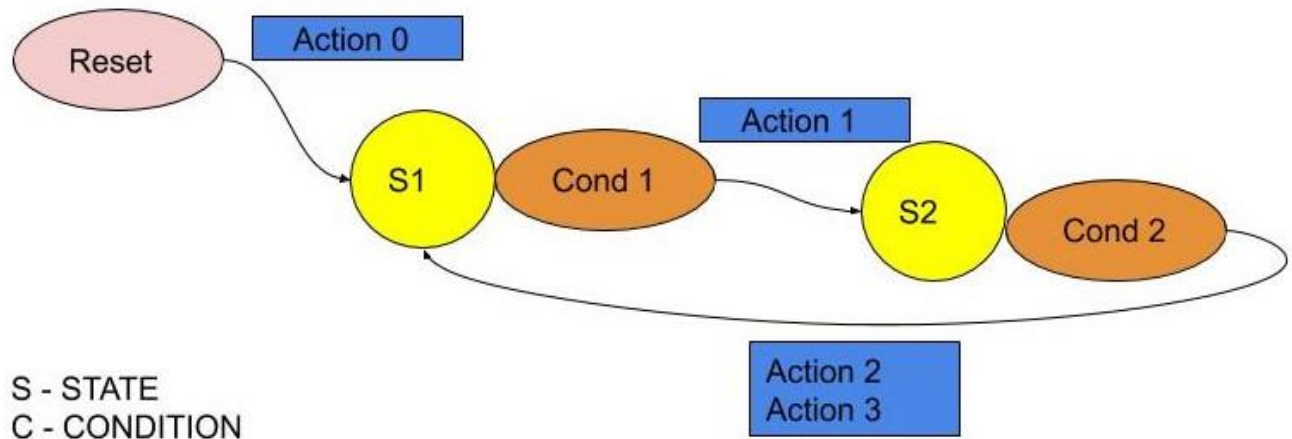 Reset
Action 0
S1
Cond 1
Action 1
S2
Cond 2
Action 2
Action 3
S - STATE
C - CONDITION